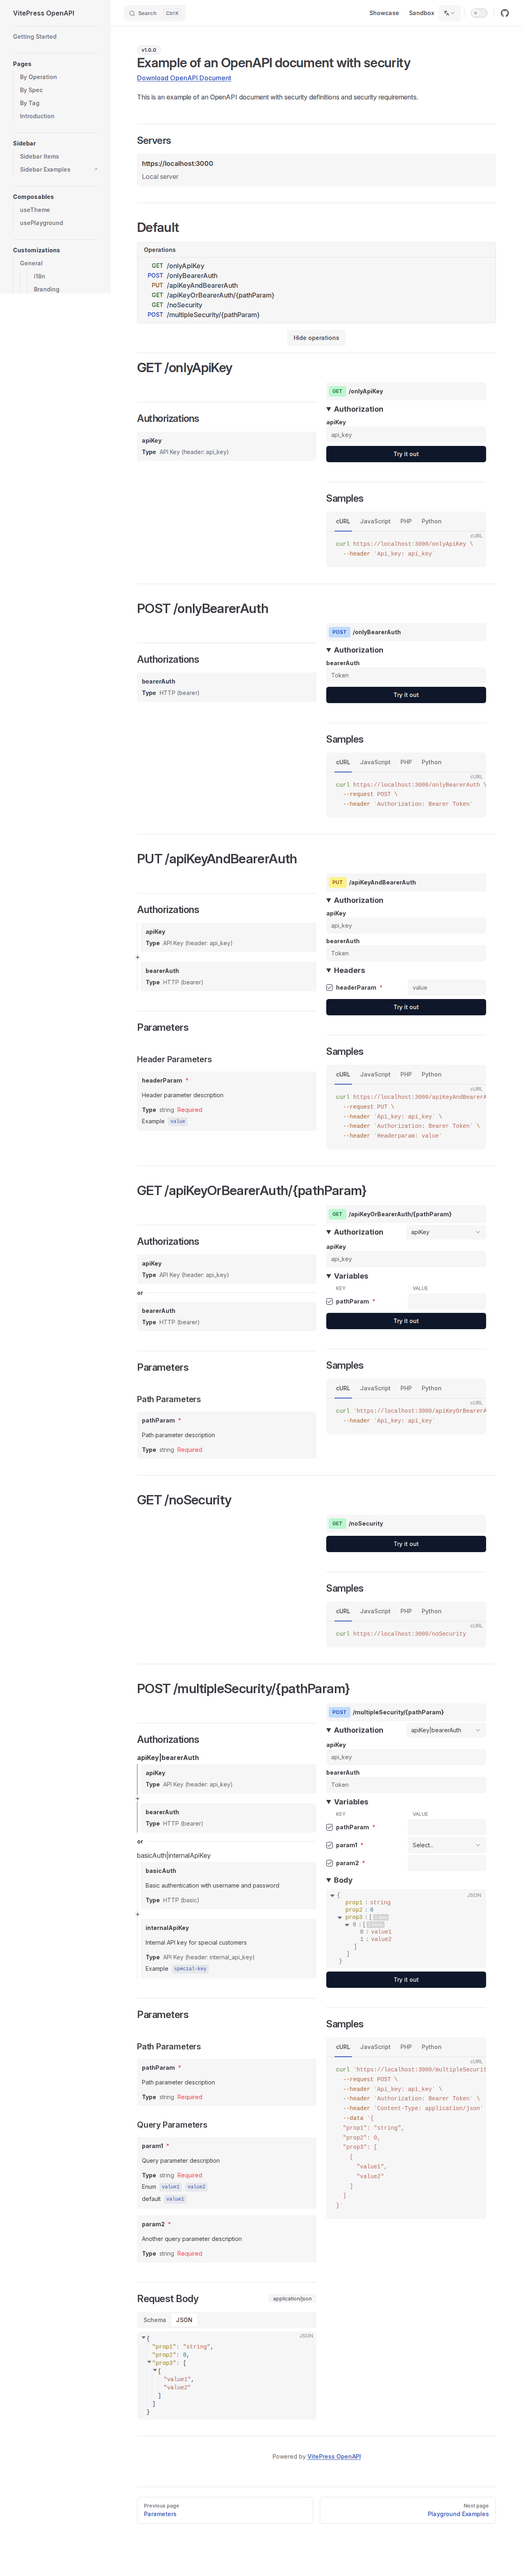 VitePress OpenAPI
Search
Ctrl K
Showcase
Sandbox
Getting Started
Pages
By Operation
By Spec
By Tag
Introduction
Sidebar
Sidebar Items
Sidebar Examples
Composables
useTheme
usePlayground
Customizations
General
i18n
Branding
v1.0.0
Example of an OpenAPI document with security
Download OpenAPI Document
This is an example of an OpenAPI document with security definitions and security requirements.
Servers
https://localhost:3000
Local server
Default
Operations
GET /onlyApiKey
POST /onlyBearerAuth
PUT /apiKeyAndBearerAuth
GET /apiKeyOrBearerAuth/{pathParam}
GET /noSecurity
POST /multipleSecurity/{pathParam}
Hide operations
GET /onlyApiKey
Authorizations
apiKey
Type API Key (header: api_key)
GET /onlyApiKey
Authorization
apiKey
api_key
Try it out
Samples
cURL JavaScript PHP Python
cURL
curl https://localhost:3000/onlyApiKey \
--header 'Api_key: api_key'
POST /onlyBearerAuth
Authorizations
bearerAuth
Type HTTP (bearer)
POST /onlyBearerAuth
Authorization
bearerAuth
Token
Try it out
Samples
cURL JavaScript PHP Python
cURL
curl https://localhost:3000/onlyBearerAuth \
--request POST \
--header 'Authorization: Bearer Token'
PUT /apiKeyAndBearerAuth
Authorizations
apiKey
Type API Key (header: api_key)
+
bearerAuth
Type HTTP (bearer)
Parameters
Header Parameters
headerParam *
Header parameter description
Type string Required
Example value
PUT /apiKeyAndBearerAuth
Authorization
apiKey
api_key
bearerAuth
Token
Headers
headerParam * value
Try it out
Samples
cURL JavaScript PHP Python
cURL
curl https://localhost:3000/apiKeyAndBearerA
--request PUT \
--header 'Api_key: api_key' \
--header 'Authorization: Bearer Token' \
--header 'Headerparam: value'
GET /apiKeyOrBearerAuth/{pathParam}
Authorizations
apiKey
Type API Key (header: api_key)
or
bearerAuth
Type HTTP (bearer)
Parameters
Path Parameters
pathParam *
Path parameter description
Type string Required
GET /apiKeyOrBearerAuth/{pathParam}
Authorization apiKey
apiKey
api_key
Variables
KEY VALUE
pathParam *
Try it out
Samples
cURL JavaScript PHP Python
cURL
curl 'https://localhost:3000/apiKeyOrBearerA
--header 'Api_key: api_key'
GET /noSecurity
GET /noSecurity
Try it out
Samples
cURL JavaScript PHP Python
cURL
curl https://localhost:3000/noSecurity
POST /multipleSecurity/{pathParam}
Authorizations
apiKey|bearerAuth
apiKey
Type API Key (header: api_key)
+
bearerAuth
Type HTTP (bearer)
or
basicAuth|internalApiKey
basicAuth
Basic authentication with username and password
Type HTTP (basic)
+
internalApiKey
Internal API key for special customers
Type API Key (header: internal_api_key)
Example special-key
Parameters
Path Parameters
pathParam *
Path parameter description
Type string Required
Query Parameters
param1 *
Query parameter description
Type string Required
Enum value1 value2
default value1
param2 *
Another query parameter description
Type string Required
Request Body
application/json
Schema JSON
JSON
{
"prop1": "string",
"prop2": 0,
"prop3": [
[
"value1",
"value2"
]
]
}
POST /multipleSecurity/{pathParam}
Authorization apiKey|bearerAuth
apiKey
api_key
bearerAuth
Token
Variables
KEY VALUE
pathParam *
param1 * Select...
param2 *
Body
JSON
{
prop1 : string
prop2 : 0
prop3 : [
0 : [
0 : value1
1 : value2
]
]
}
Try it out
Samples
cURL JavaScript PHP Python
cURL
curl 'https://localhost:3000/multipleSecurit
--request POST \
--header 'Api_key: api_key' \
--header 'Authorization: Bearer Token' \
--header 'Content-Type: application/json'
--data '{
"prop1": "string",
"prop2": 0,
"prop3": [
[
"value1",
"value2"
]
]
}'
Powered by VitePress OpenAPI
Previous page
Parameters
Next page
Playground Examples